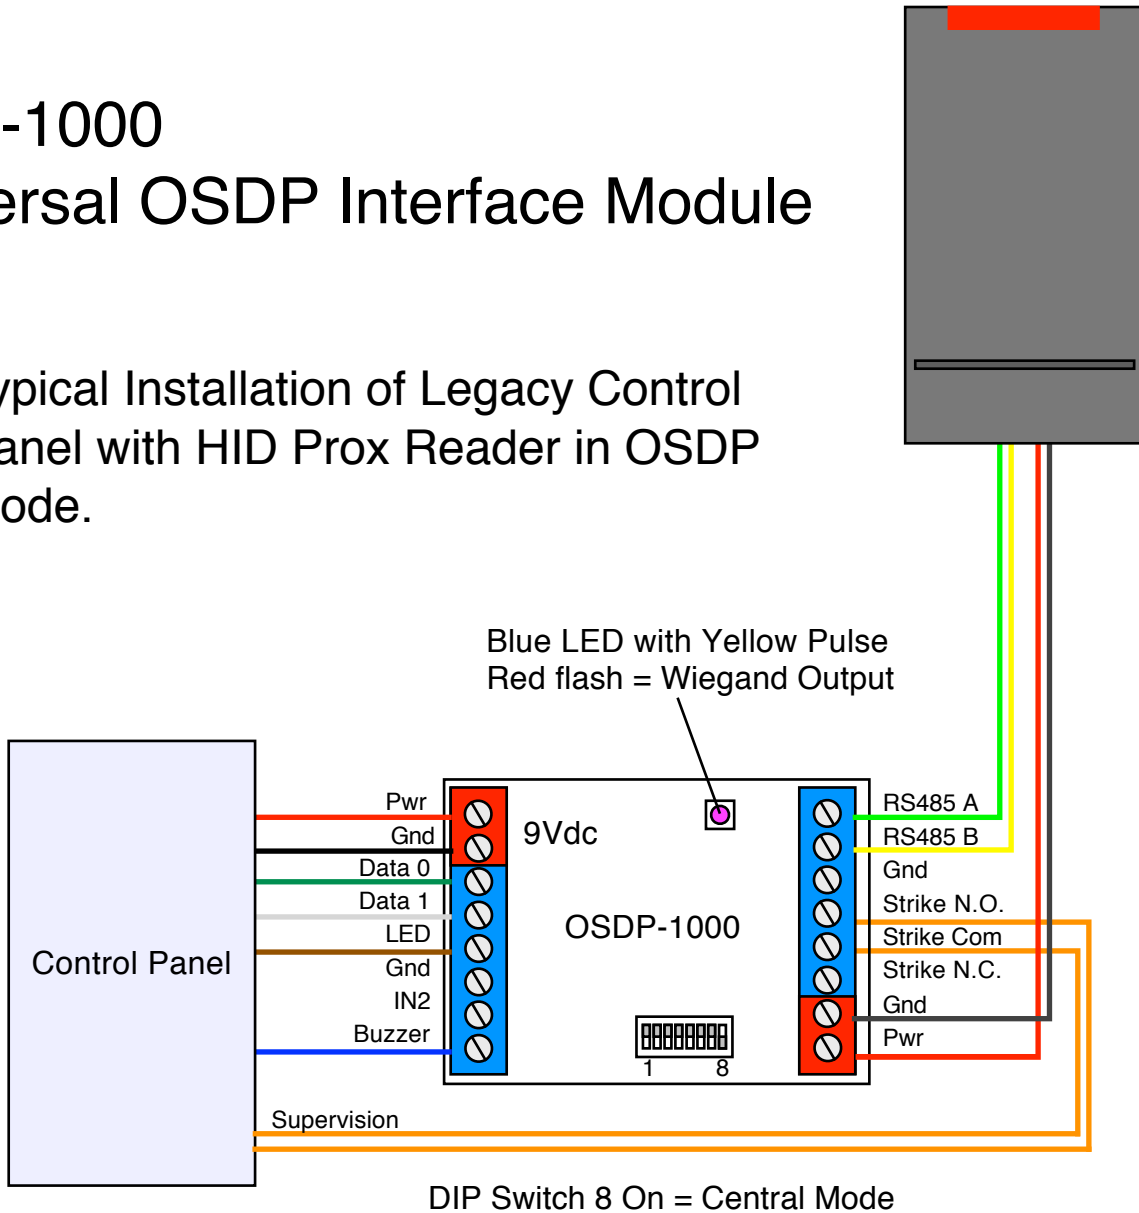 -1000
ersal OSDP Interface Module
ypical Installation of Legacy Control
anel with HID Prox Reader in OSDP
ode.
Blue LED with Yellow Pulse
Red flash = Wiegand Output
Control Panel
Pwr
Gnd
Data 0
Data 1
LED
Gnd
IN2
Buzzer
Supervision
9Vdc
OSDP-1000
1 8
RS485 A
RS485 B
Gnd
Strike N.O.
Strike Com
Strike N.C.
Gnd
Pwr
DIP Switch 8 On = Central Mode